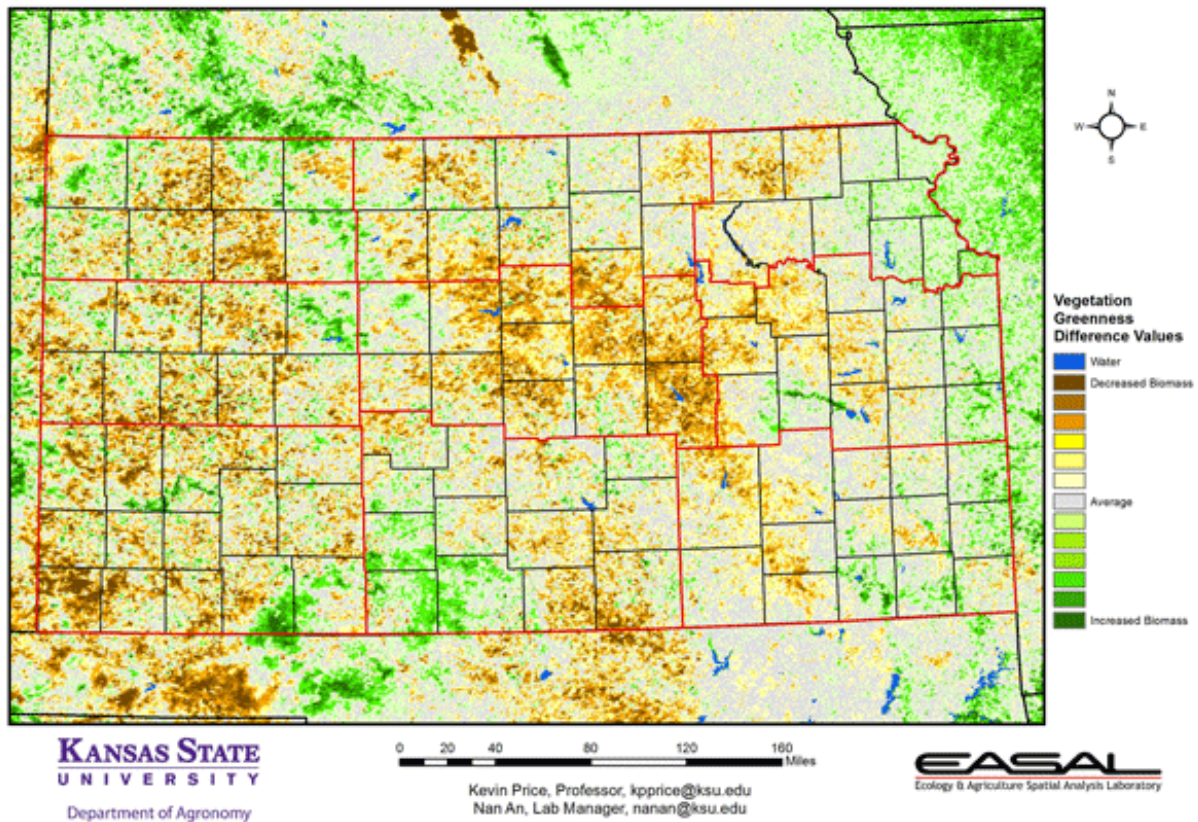 N
W E
S
Vegetation
Greenness
Difference Values
Water
Decreased Biomass
Average
Increased Biomass
KANSAS STATE
UNIVERSITY
Department of Agronomy
0 20 40 80 120 160
Miles
Kevin Price, Professor, kpprice@ksu.edu
Nan An, Lab Manager, nanan@ksu.edu
EASAL
Ecology & Agriculture Spatial Analysis Laboratory